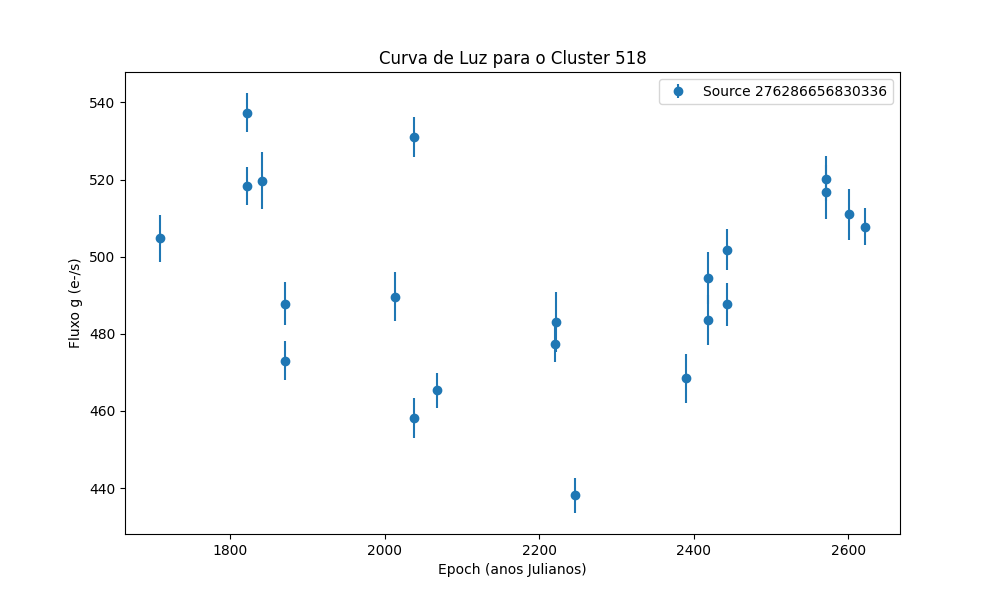 Curva de Luz para o Cluster 518
Source 276286656830336
Fluxo g (e-/s)
540
520
500
480
460
440
1800
2000
2200
2400
2600
Epoch (anos Julianos)